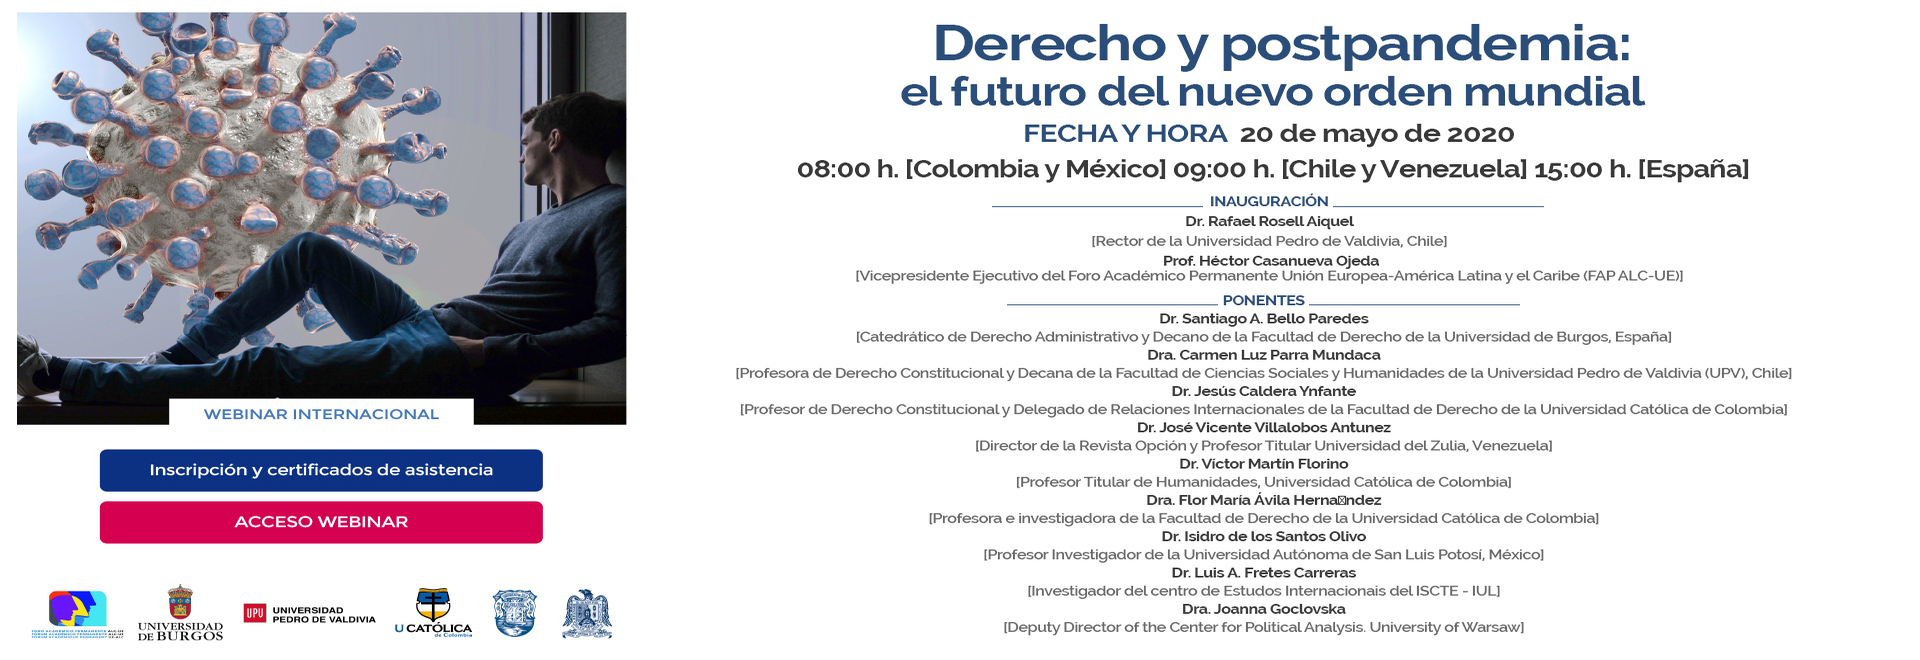 Derecho y postpandemia:
el futuro del nuevo orden mundial
FECHA Y HORA 20 de mayo de 2020
08:00 h. [Colombia y México] 09:00 h. [Chile y Venezuela] 15:00 h. [España]
INAUGURACIÓN
Dr. Rafael Rosell Aiquel
[Rector de la Universidad Pedro de Valdivia, Chile]
Prof. Héctor Casanueva Ojeda
[Vicepresidente Ejecutivo del Foro Académico Permanente Unión Europea-América Latina y el Caribe (FAP ALC-UE)]
PONENTES
Dr. Santiago A. Bello Paredes
[Catedrático de Derecho Administrativo y Decano de la Facultad de Derecho de la Universidad de Burgos, España]
Dra. Carmen Luz Parra Mundaca
[Profesora de Derecho Constitucional y Decana de la Facultad de Ciencias Sociales y Humanidades de la Universidad Pedro de Valdivia (UPV), Chile]
Dr. Jesús Caldera Ynfante
[Profesor de Derecho Constitucional y Delegado de Relaciones Internacionales de la Facultad de Derecho de la Universidad Católica de Colombia]
Dr. José Vicente Villalobos Antunez
[Director de la Revista Opción y Profesor Titular Universidad del Zulia, Venezuela]
Dr. Víctor Martín Florino
[Profesor Titular de Humanidades, Universidad Católica de Colombia]
Dra. Flor María Ávila Herna☒ndez
[Profesora e investigadora de la Facultad de Derecho de la Universidad Católica de Colombia]
Dr. Isidro de los Santos Olivo
[Profesor Investigador de la Universidad Autónoma de San Luis Potosí, México]
Dr. Luis A. Fretes Carreras
[Investigador del centro de Estudos Internacionais del ISCTE - IUL]
Dra. Joanna Goclovska
[Deputy Director of the Center for Political Analysis. University of Warsaw]
WEBINAR INTERNACIONAL
Inscripción y certificados de asistencia
ACCESO WEBINAR
UNIVERSIDAD
DE BURGOS
UPU
UNIVERSIDAD
PEDRO DE VALDIVIA
U CATÓLICA
de Colombia